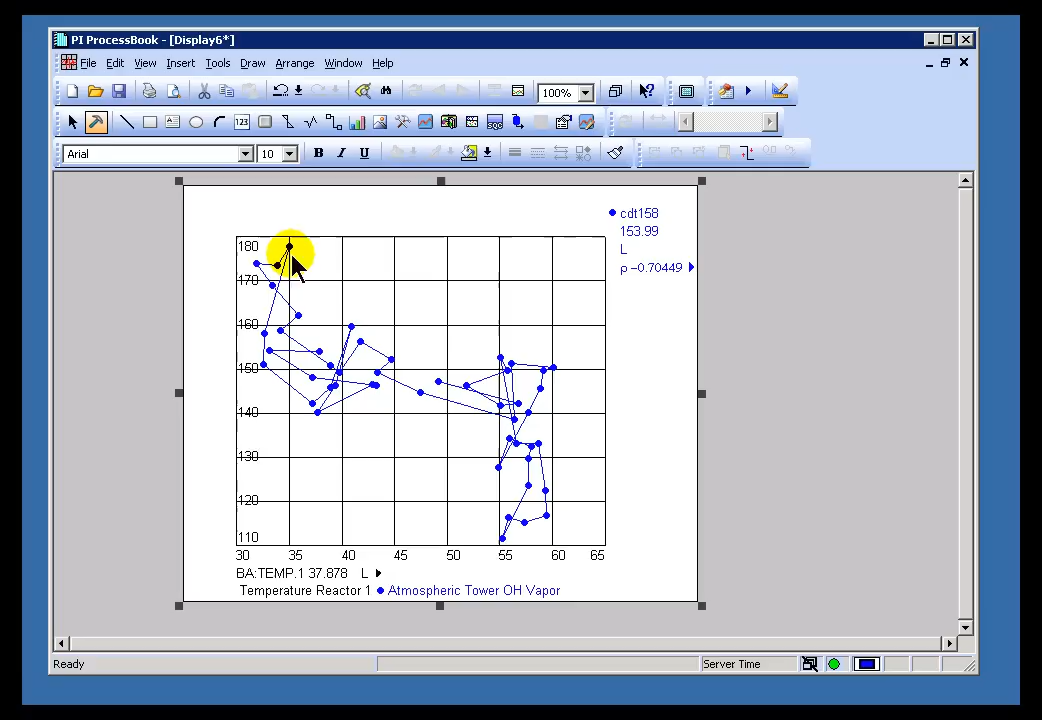 PI ProcessBook - [Display6*]
File Edit View Insert Tools Draw Arrange Window Help
100%
123
SQC
Arial 10 B I U
cdt158
153.99
L
ρ -0.70449
180
170
160
150
140
130
120
110
30 35 40 45 50 55 60 65
BA:TEMP.1 37.878 L
Temperature Reactor 1 Atmospheric Tower OH Vapor
Ready Server Time